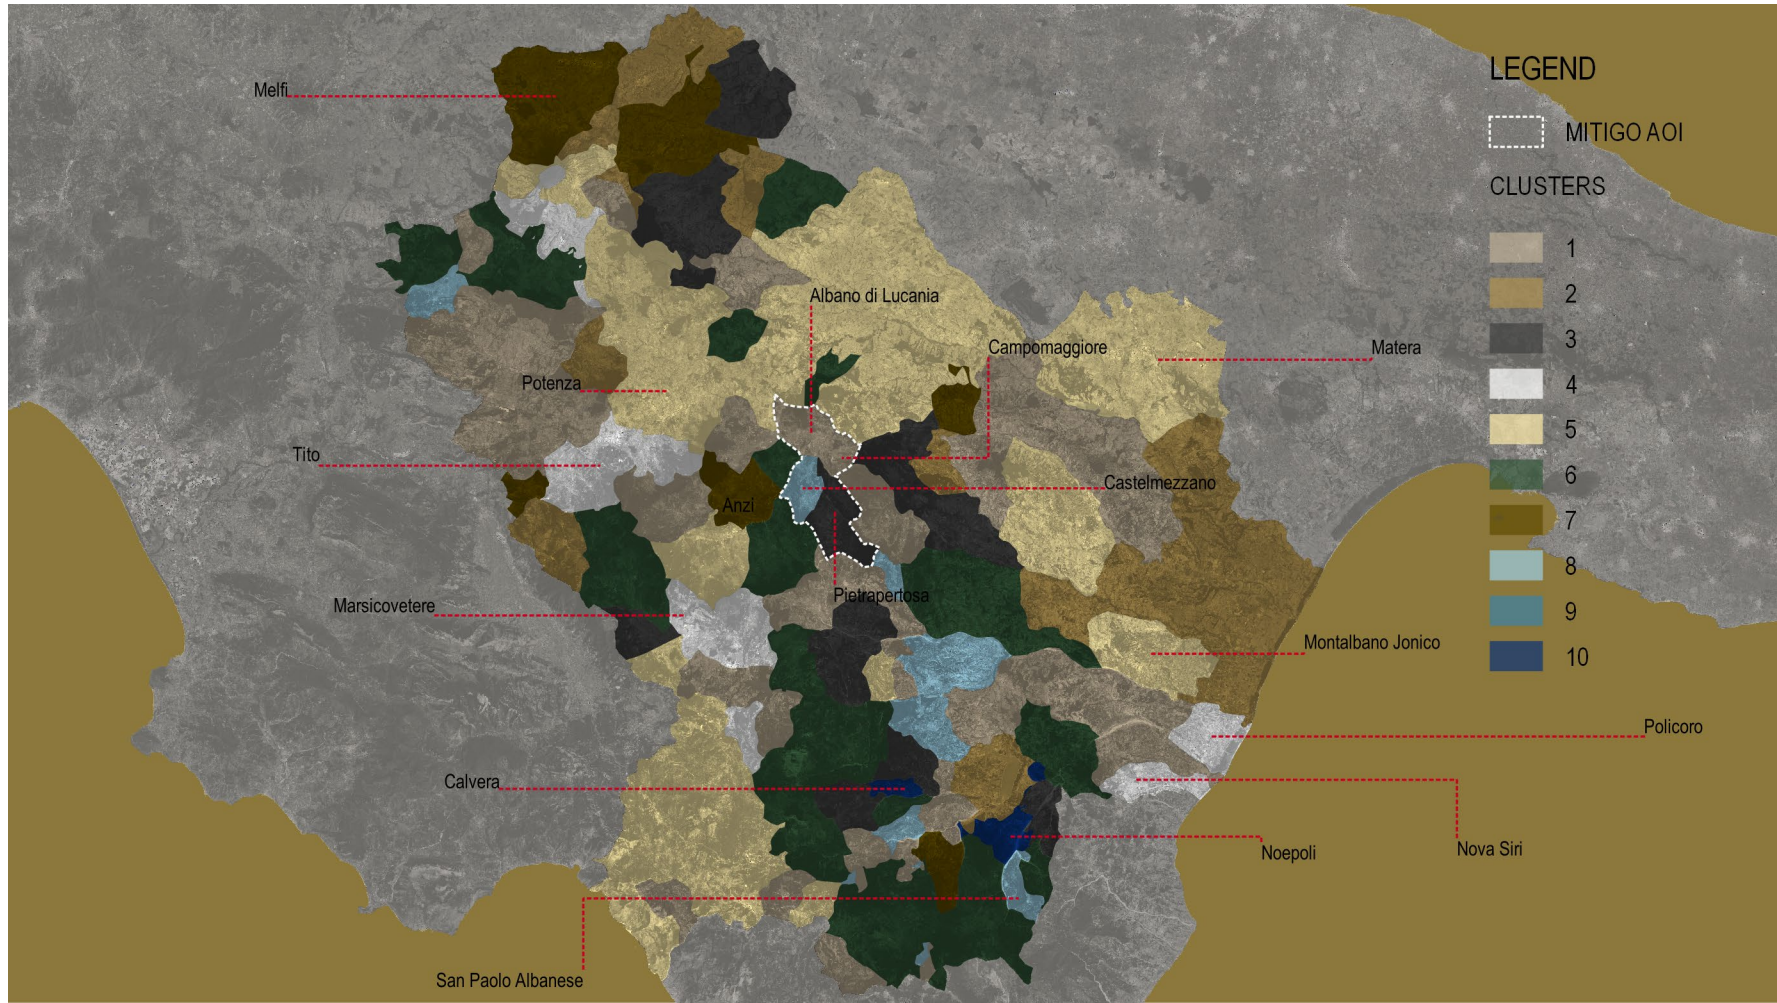 LEGEND
Melfi
MITIGO AOI
CLUSTERS
1
Albano di Lucania
2
3
Campomaggiore
Matera
4
Potenza
5
Tito
6
Castelmezzano
Anzi
7
8
Pietrapertosa
Marsicovetere
9
Montalbano Jonico
10
Policoro
Calvera
Noepoli
Nova Siri
San Paolo Albanese